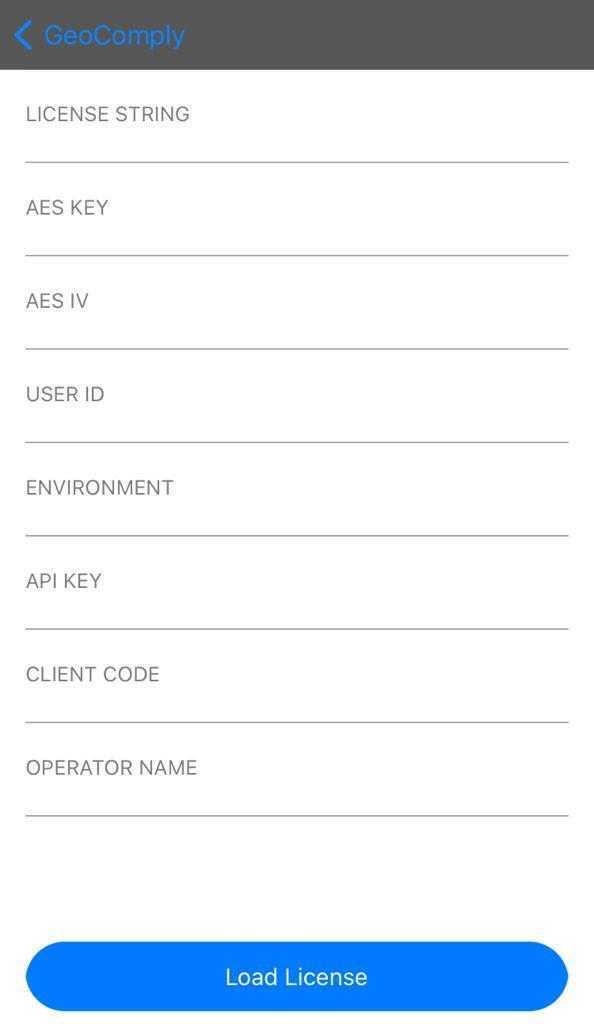 GeoComply
LICENSE STRING
AES KEY
AES IV
USER ID
ENVIRONMENT
API KEY
CLIENT CODE
OPERATOR NAME
Load License